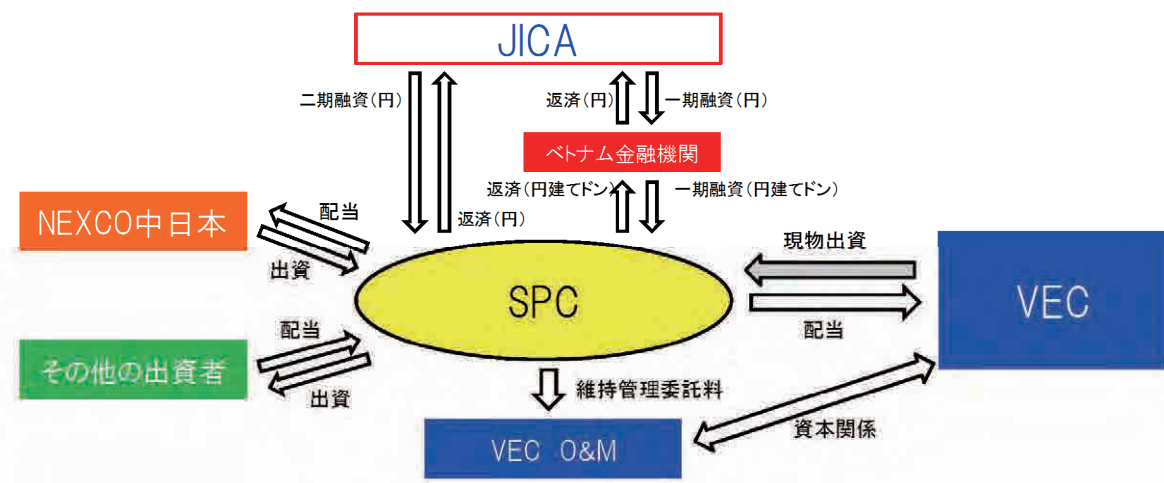 JICA
二期融資(円)
返済(円)
一期融資(円)
ベトナム金融機関
返済(円建てドン)
一期融資(円建てドン)
返済(円)
NEXCO中日本
配当
出資
現物出資
SPC
VEC
配当
その他の出資者
配当
出資
維持管理委託料
資本関係
VEC O&M